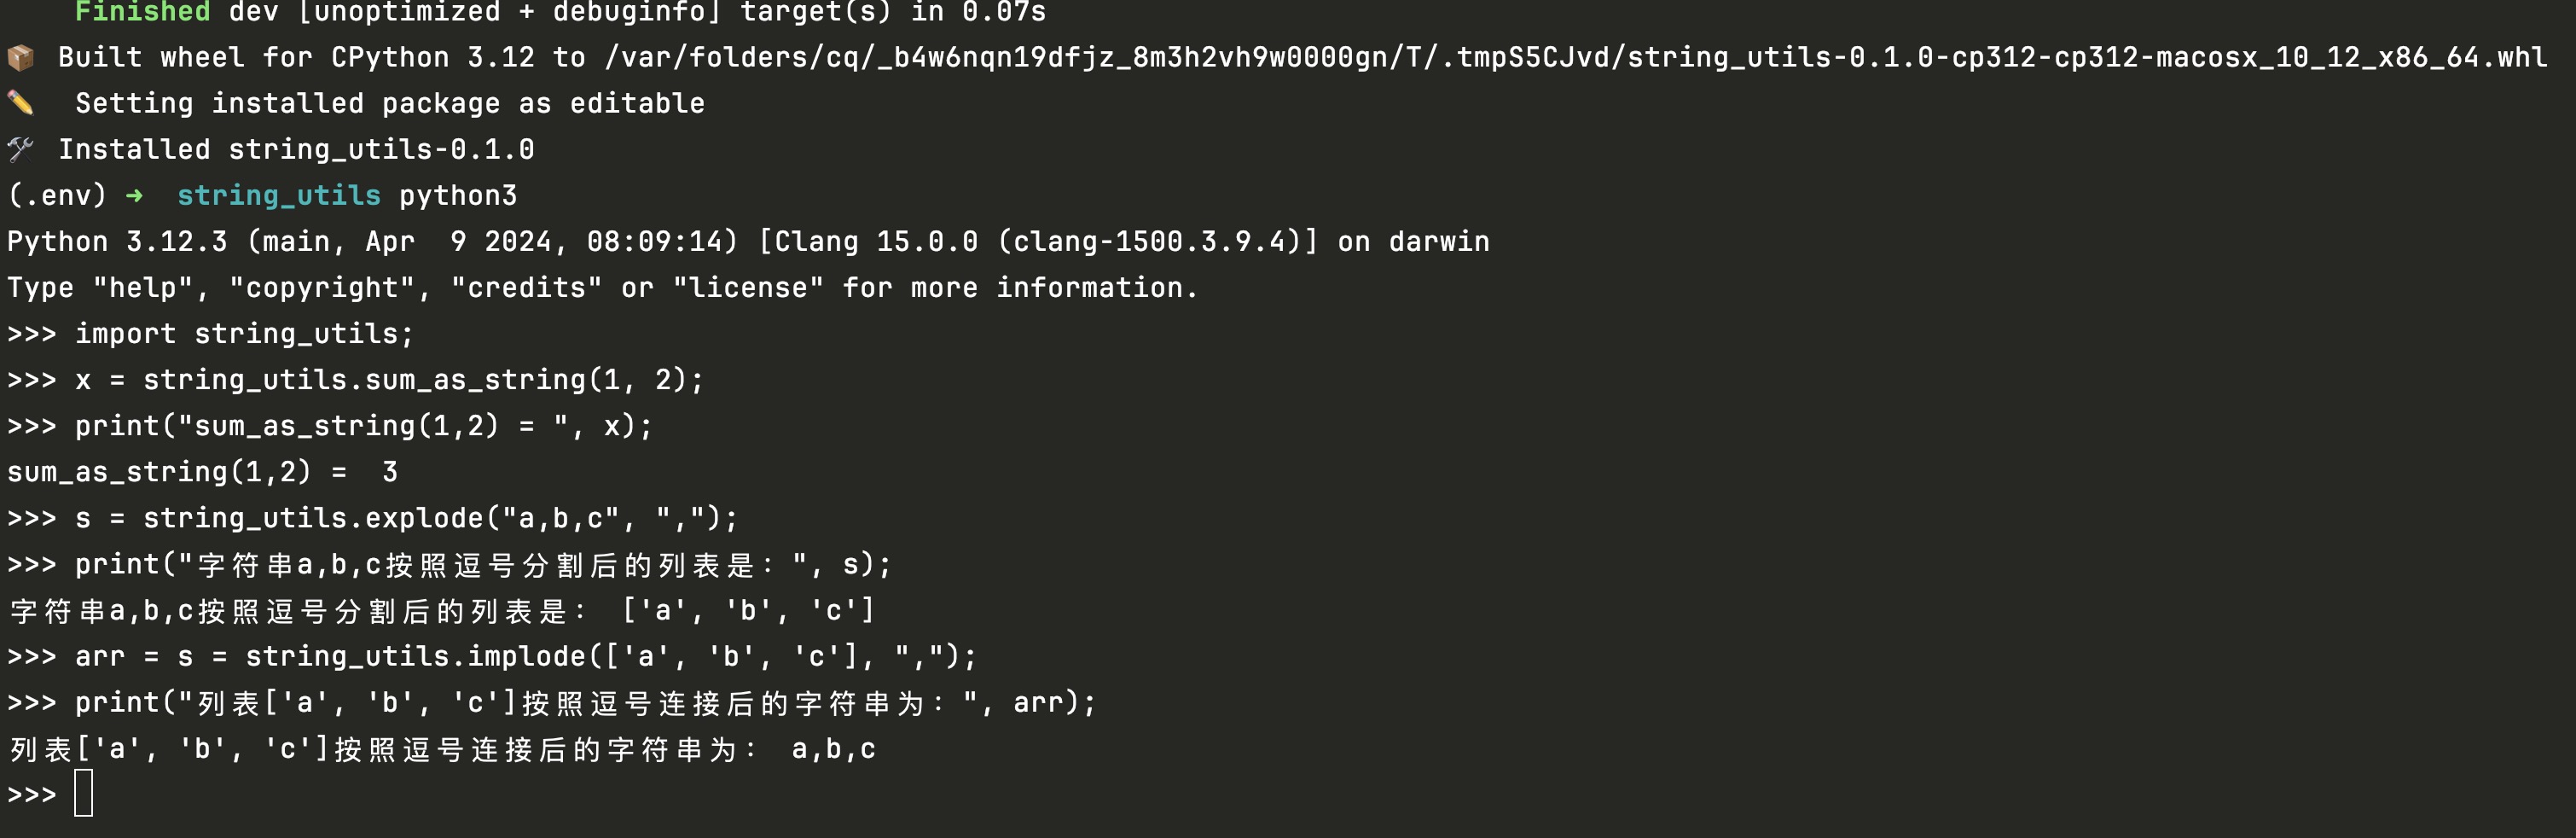 Finished dev [unoptimized + debuginfo] target(s) in 0.07s
📦 Built wheel for CPython 3.12 to /var/folders/cq/_b4w6nqn19dfjz_8m3h2vh9w0000gn/T/.tmpS5CJvd/string_utils-0.1.0-cp312-cp312-macosx_10_12_x86_64.whl
✏️ Setting installed package as editable
🛠 Installed string_utils-0.1.0
(.env) ➜  string_utils python3
Python 3.12.3 (main, Apr  9 2024, 08:09:14) [Clang 15.0.0 (clang-1500.3.9.4)] on darwin
Type "help", "copyright", "credits" or "license" for more information.
>>> import string_utils;
>>> x = string_utils.sum_as_string(1, 2);
>>> print("sum_as_string(1,2) = ", x);
sum_as_string(1,2) =  3
>>> s = string_utils.explode("a,b,c", ",");
>>> print("字符串a,b,c按照逗号分割后的列表是：", s);
字符串a,b,c按照逗号分割后的列表是： ['a', 'b', 'c']
>>> arr = s = string_utils.implode(['a', 'b', 'c'], ",");
>>> print("列表['a', 'b', 'c']按照逗号连接后的字符串为：", arr);
列表['a', 'b', 'c']按照逗号连接后的字符串为： a,b,c
>>>